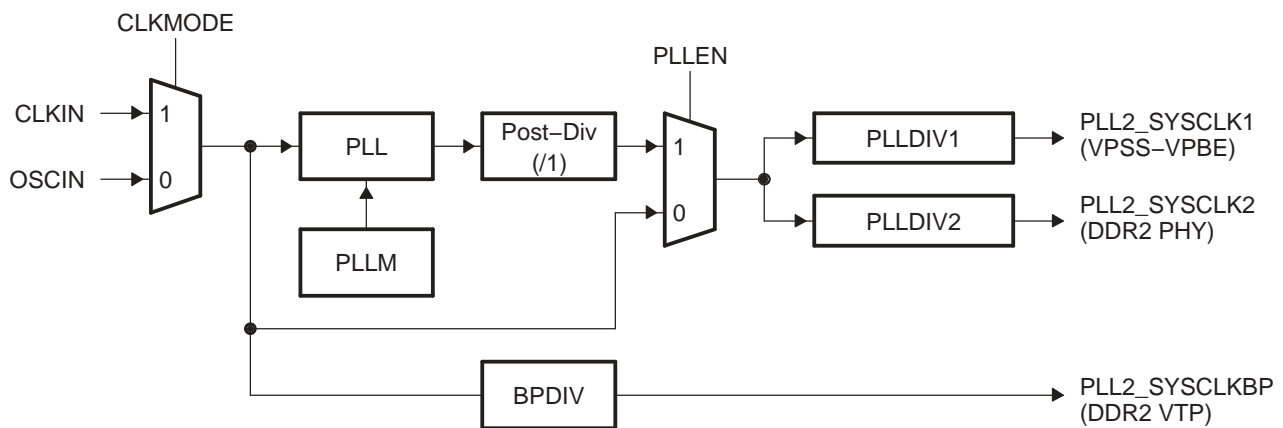 CLKMODE
PLLEN
CLKIN
1
OSCIN
0
PLL
Post–Div
(/1)
1
0
PLLM
PLLDIV1
PLL2_SYSCLK1
(VPSS–VPBE)
PLLDIV2
PLL2_SYSCLK2
(DDR2 PHY)
BPDIV
PLL2_SYSCLKBP
(DDR2 VTP)